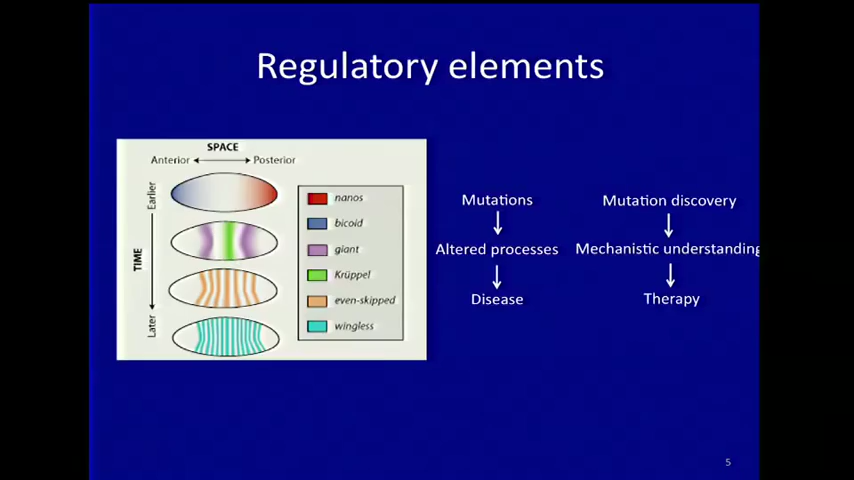 Regulatory elements
SPACE
Anterior
Posterior
Earlier
TIME
Later
nanos
bicoid
giant
Krüppel
even-skipped
wingless
Mutations
Altered processes
Disease
Mutation discovery
Mechanistic understanding
Therapy
5